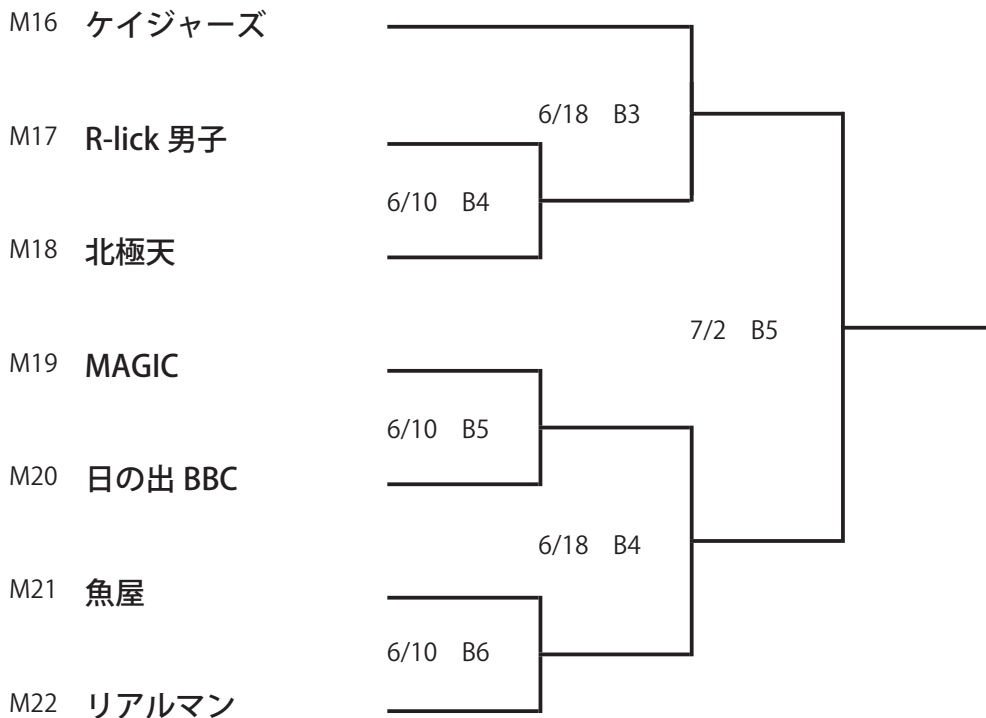 M16 ケイジャーズ
6/18 B3
M17 R-lick 男子
6/10 B4
M18 北極天
7/2 B5
M19 MAGIC
6/10 B5
M20 日の出 BBC
6/18 B4
M21 魚屋
6/10 B6
M22 リアルマン